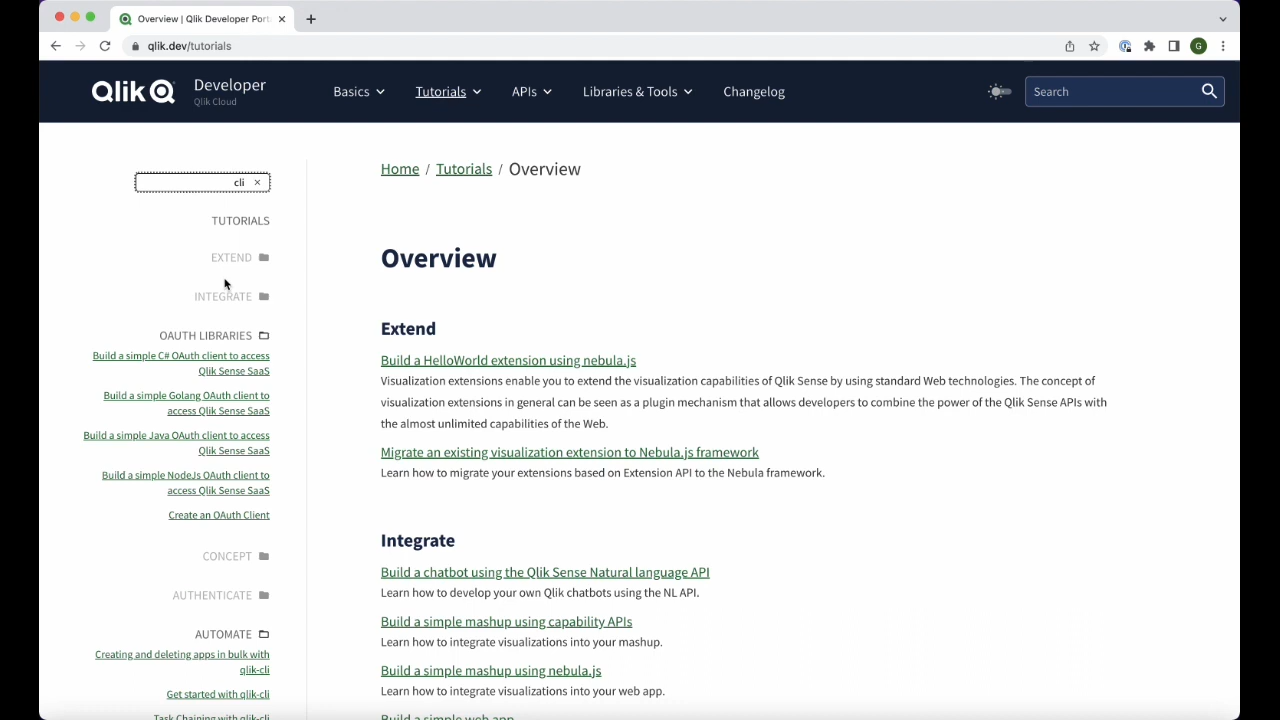 Overview | Qlik Developer Porta
qlik.dev/tutorials
G
Qlik
Developer
Qlik Cloud
Basics
Tutorials
APIs
Libraries & Tools
Changelog
Search
cli
TUTORIALS
EXTEND
INTEGRATE
OAUTH LIBRARIES
Build a simple C# OAuth client to access
Qlik Sense SaaS
Build a simple Golang OAuth client to
access Qlik Sense SaaS
Build a simple Java OAuth client to access
Qlik Sense SaaS
Build a simple NodeJs OAuth client to
access Qlik Sense SaaS
Create an OAuth Client
CONCEPT
AUTHENTICATE
AUTOMATE
Creating and deleting apps in bulk with
qlik-cli
Get started with qlik-cli
Task Chaining with qlik-cli
Home / Tutorials / Overview
Overview
Extend
Build a HelloWorld extension using nebula.js
Visualization extensions enable you to extend the visualization capabilities of Qlik Sense by using standard Web technologies. The concept of
visualization extensions in general can be seen as a plugin mechanism that allows developers to combine the power of the Qlik Sense APIs with
the almost unlimited capabilities of the Web.
Migrate an existing visualization extension to Nebula.js framework
Learn how to migrate your extensions based on Extension API to the Nebula framework.
Integrate
Build a chatbot using the Qlik Sense Natural language API
Learn how to develop your own Qlik chatbots using the NL API.
Build a simple mashup using capability APIs
Learn how to integrate visualizations into your mashup.
Build a simple mashup using nebula.js
Learn how to integrate visualizations into your web app.
Build a simple web app